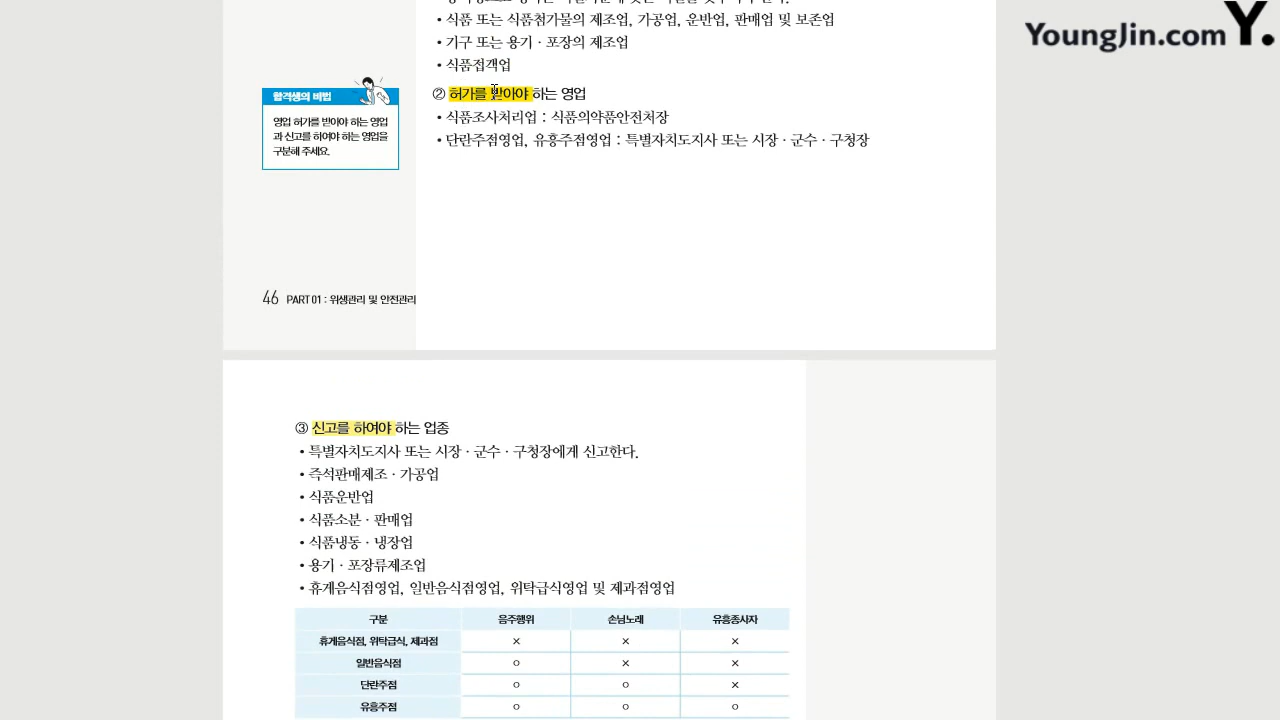 • 식품 또는 식품첨가물의 제조업, 가공업, 운반업, 판매업 및 보존업
• 기구 또는 용기 · 포장의 제조업
• 식품접객업
② 허가를 받아야 하는 영업
• 식품조사처리업 : 식품의약품안전처장
• 단란주점영업, 유흥주점영업 : 특별자치도지사 또는 시장 · 군수 · 구청장
합격생의 비법
영업 허가를 받아야 하는 영업
과 신고를 하여야 하는 영업을
구분해 주세요.
46 PART 01 : 위생관리 및 안전관리
YoungJin.com Y.
③ 신고를 하여야 하는 업종
• 특별자치도지사 또는 시장 · 군수 · 구청장에게 신고한다.
• 즉석판매제조 · 가공업
• 식품운반업
• 식품소분 · 판매업
• 식품냉동 · 냉장업
• 용기 · 포장류제조업
• 휴게음식점영업, 일반음식점영업, 위탁급식영업 및 제과점영업
구분 음주행위 손님노래 유흥종사자
휴게음식점, 위탁급식, 제과점 × × ×
일반음식점 ○ × ×
단란주점 ○ ○ ×
유흥주점 ○ ○ ○